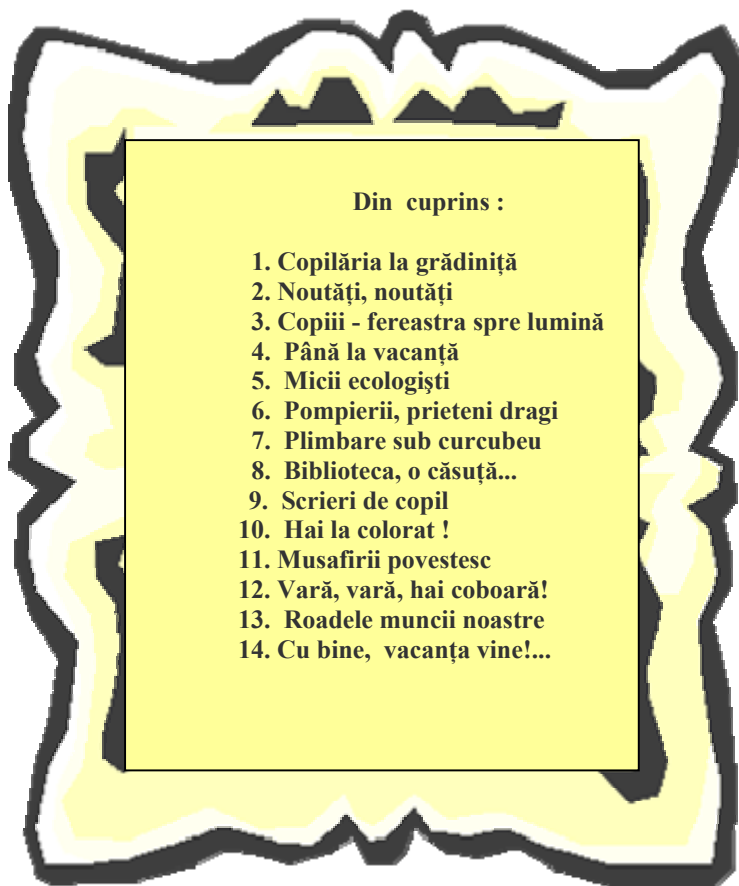 Din cuprins :
1. Copilăria la grădiniță
2. Noutăți, noutăți
3. Copiii - fereastra spre lumină
4. Până la vacanță
5. Micii ecologişti
6. Pompierii, prieteni dragi
7. Plimbare sub curcubeu
8. Biblioteca, o căsuță...
9. Scrieri de copil
10. Hai la colorat !
11. Musafirii povestesc
12. Vară, vară, hai coboară!
13. Roadele muncii noastre
14. Cu bine, vacanța vine!...